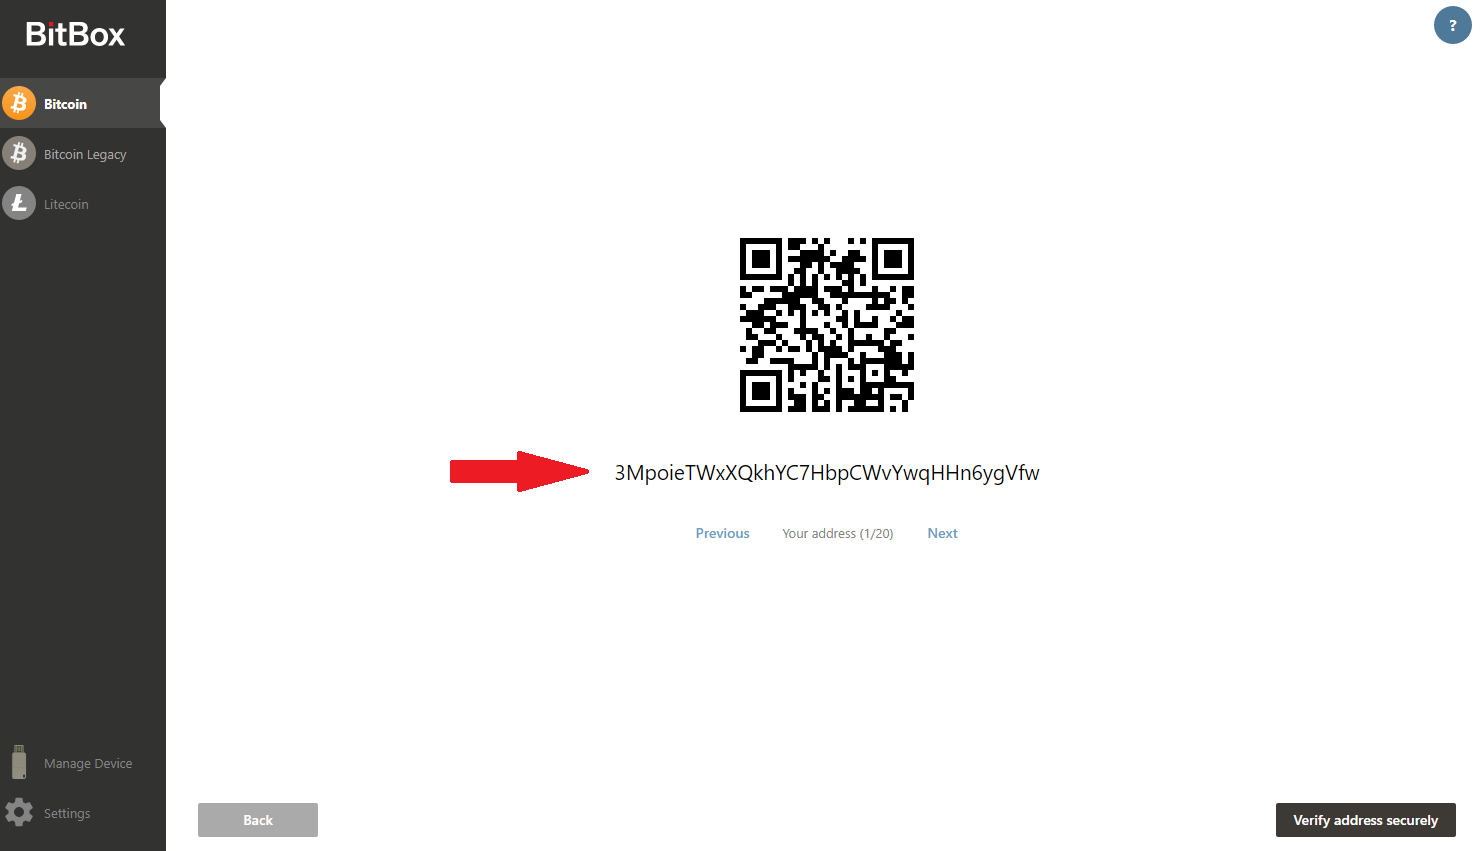 BitBox
?
Bitcoin
Bitcoin Legacy
Litecoin
3MpoieTWxXQkhYC7HbpCWvYwqHHn6ygVfw
Previous Your address (1/20) Next
Manage Device
Settings
Back
Verify address securely